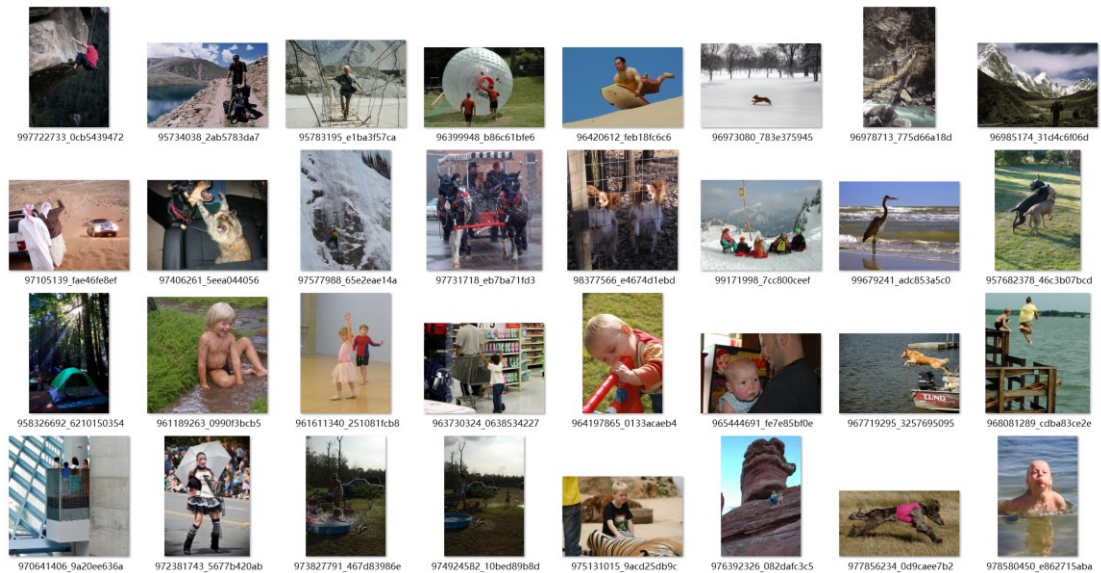 997722733_0cb5439472
95734038_2ab5783da7
95783195_e1ba3f57ca
96399948_b86c61bfe6
96420612_feb18fc6c6
96973080_783e375945
96978713_775d66a18d
96985174_31d4c6f06d
97105139_fae46fe8ef
97406261_5eea044056
97577988_65e2eae14a
97731718_eb7ba71fd3
98377566_e4674d1ebd
99171998_7cc800ceef
99679241_adc853a5c0
957682378_46c3b07bcd
958326692_6210150354
961189263_0990f3bcb5
961611340_251081fcb8
963730324_0638534227
964197865_0133acaeb4
965444691_fe7e85bf0e
967719295_3257695095
LUND
968081289_cdba83ce2e
970641406_9a20ee636a
972381743_5677b420ab
973827791_467d83986e
974924582_10bed89b8d
975131015_9acd25db9c
976392326_082dafc3c5
977856234_0d9caee7b2
978580450_e862715aba